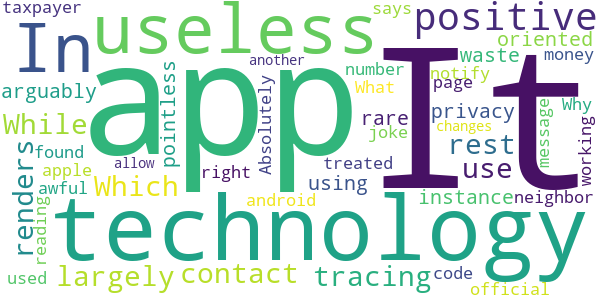 taxpayer
In
useless
says
positive
another
oriented
arguably
pointless
app
It
number
notify
waste
money
While
Absolutely
What
page
Why
found
rare
privacy
joke
changes
message
working
renders
apple
Which
allow
right
treated
rest
awful
use
reading
using
instance
neighbor
android
technology
used
largely
contact
tracing
code
official